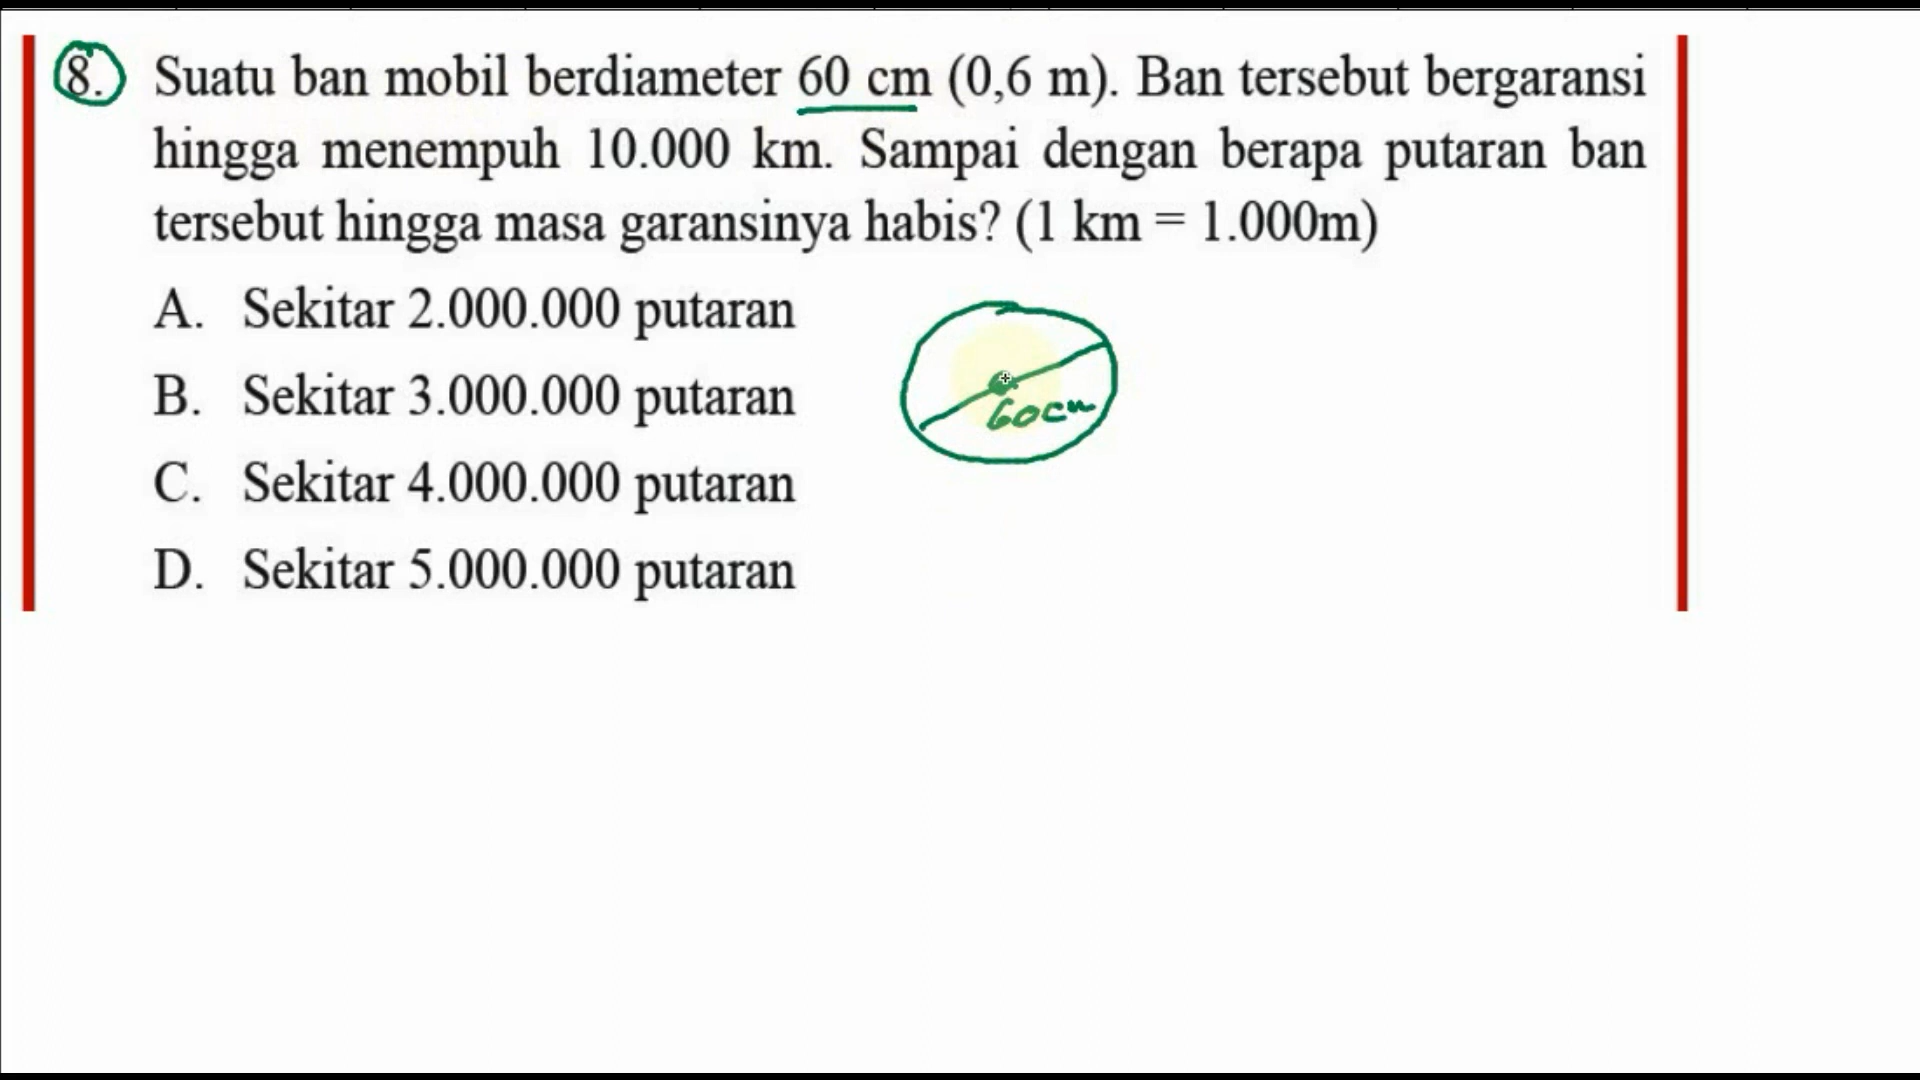 8. Suatu ban mobil berdiameter 60 cm (0,6 m). Ban tersebut bergaransi
hingga menempuh 10.000 km. Sampai dengan berapa putaran ban
tersebut hingga masa garansinya habis? (1 km = 1.000m)
A. Sekitar 2.000.000 putaran
B. Sekitar 3.000.000 putaran
C. Sekitar 4.000.000 putaran
D. Sekitar 5.000.000 putaran
60cm